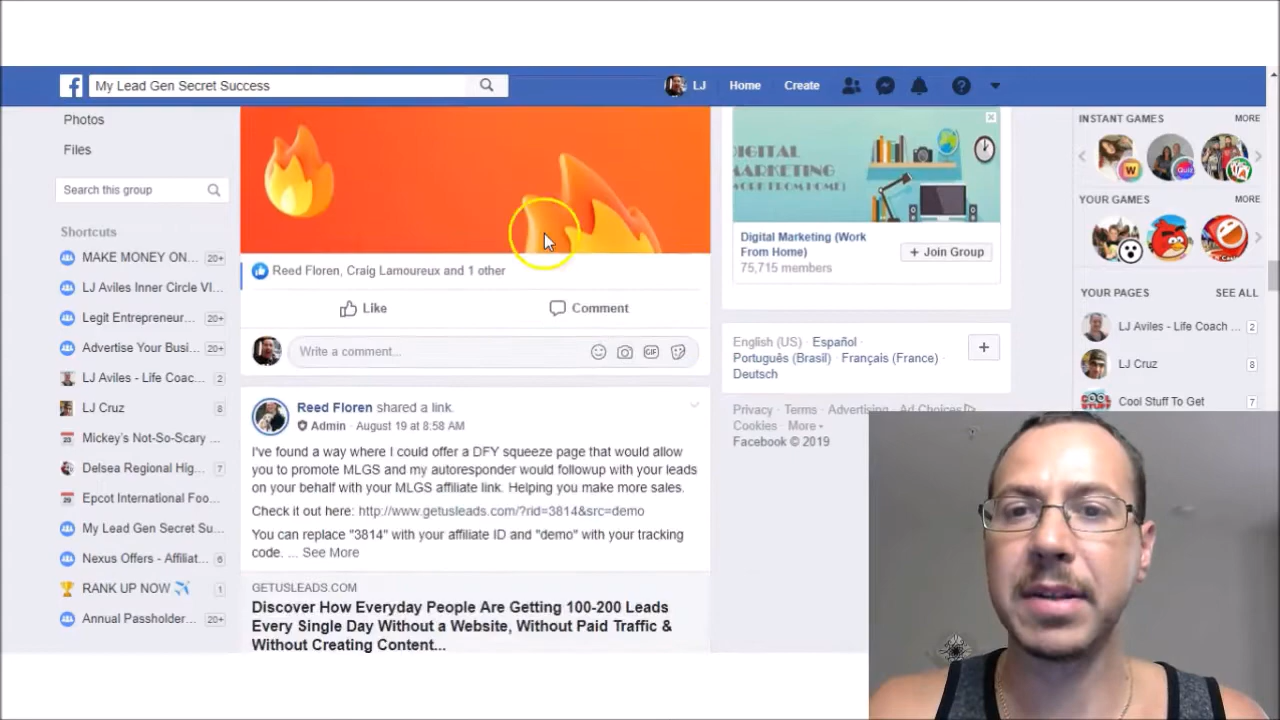 My Lead Gen Secret Success
LJ
Home
Create
Photos
Files
Search this group
Shortcuts
MAKE MONEY ON... 20+
LJ Aviles Inner Circle VI...
Legit Entrepreneur... 20+
Advertise Your Busi... 20+
LJ Aviles - Life Coac... 2
LJ Cruz 8
Mickey's Not-So-Scary ...
Delsea Regional Hig... 7
Epcot International Foo...
My Lead Gen Secret Su...
Nexus Offers - Affiliat... 6
RANK UP NOW ✈️ 1
Annual Passholder... 20+
Reed Floren, Craig Lamoureux and 1 other
Like
Comment
Write a comment...
GIF
Reed Floren shared a link.
Admin · August 19 at 8:58 AM
I've found a way where I could offer a DFY squeeze page that would allow
you to promote MLGS and my autoresponder would followup with your leads
on your behalf with your MLGS affiliate link. Helping you make more sales.
Check it out here: http://www.getusleads.com/?rid=3814&src=demo
You can replace "3814" with your affiliate ID and "demo" with your tracking
code. ... See More
GETUSLEADS.COM
Discover How Everyday People Are Getting 100-200 Leads
Every Single Day Without a Website, Without Paid Traffic &
Without Creating Content...
DIGITAL
MARKETING
(WORK FROM HOME)
Digital Marketing (Work
From Home)
75,715 members
+ Join Group
English (US) · Español ·
Português (Brasil) · Français (France) ·
Deutsch
Privacy · Terms · Advertising · Ad Choices
Cookies · More
Facebook © 2019
INSTANT GAMES MORE
W
Quiz
YOUR GAMES MORE
YOUR PAGES SEE ALL
LJ Aviles - Life Coach ... 2
LJ Cruz 8
Cool Stuff To Get 7